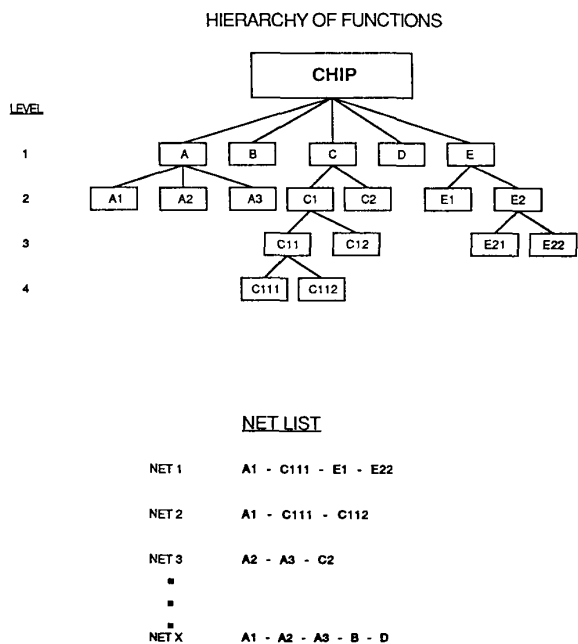 HIERARCHY OF FUNCTIONS
CHIP
LEVEL
1 A B C D E
2 A1 A2 A3 C1 C2 E1 E2
3 C11 C12 E21 E22
4 C111 C112
NET LIST
NET 1 A1 - C111 - E1 - E22
NET 2 A1 - C111 - C112
NET 3 A2 - A3 - C2
NET X A1 - A2 - A3 - B - D